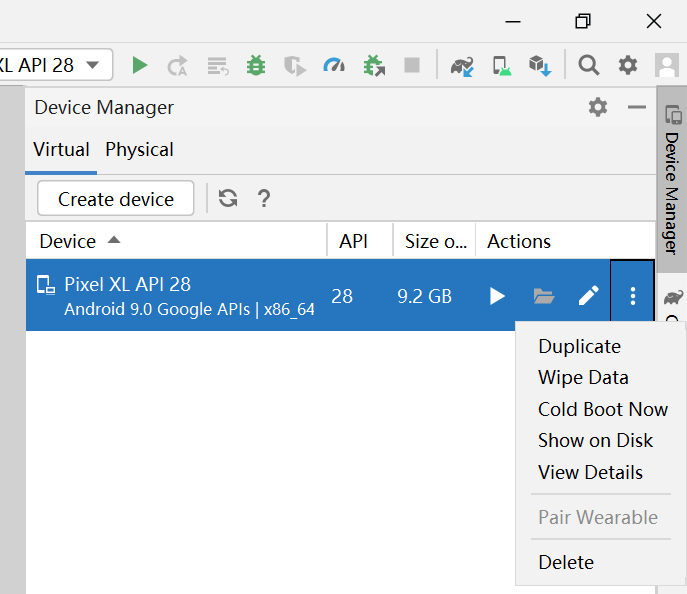 XL API 28
Device Manager
Virtual Physical
Create device ?
Device API Size o... Actions
Pixel XL API 28
Android 9.0 Google APIs | x86_64
28 9.2 GB
Duplicate
Wipe Data
Cold Boot Now
Show on Disk
View Details
Pair Wearable
Delete
Device Manager